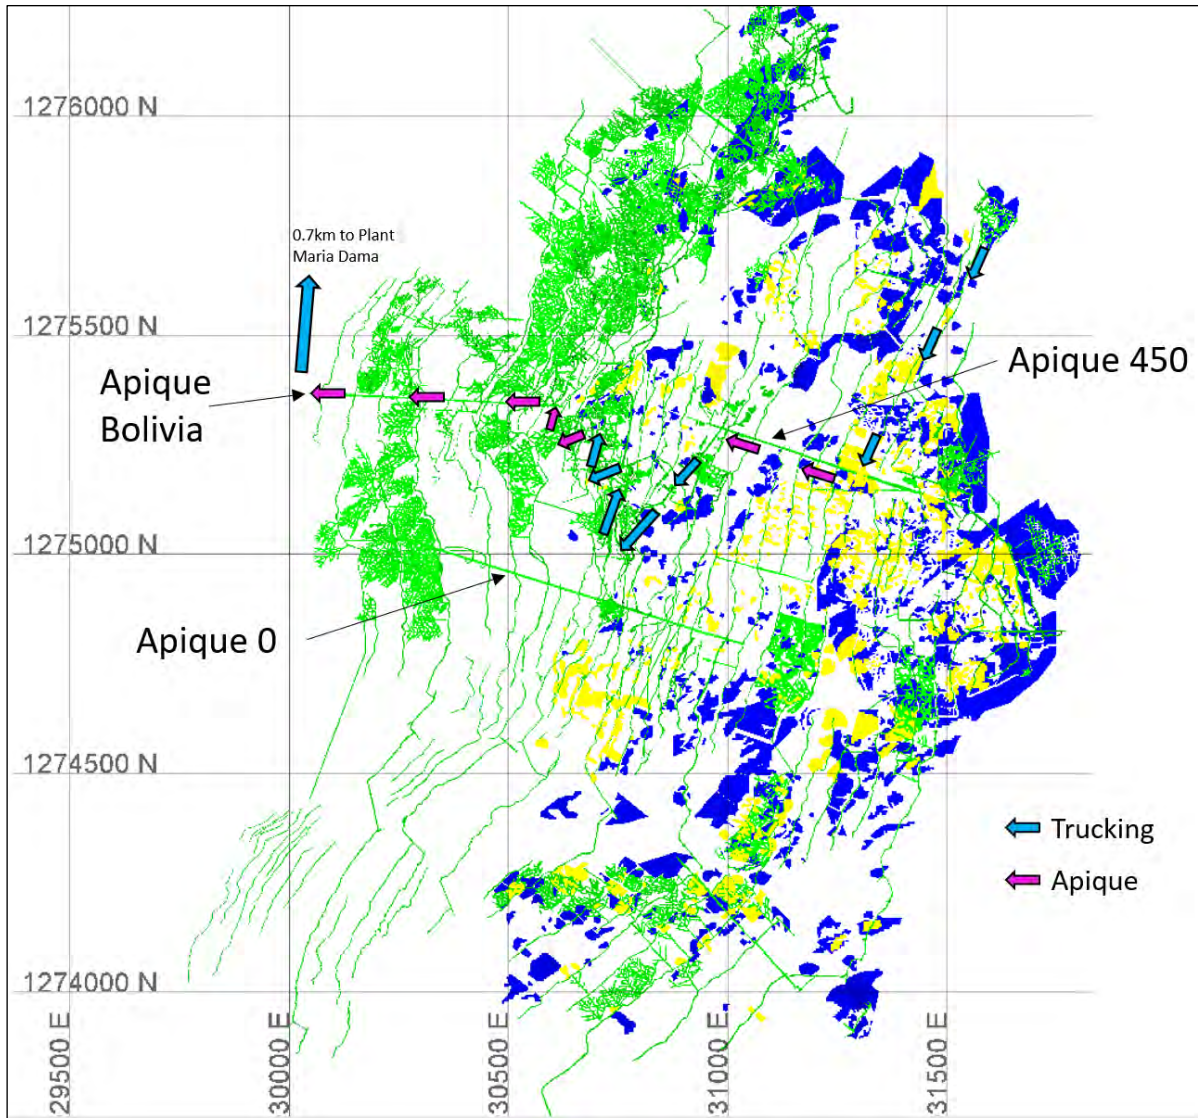 1276000 N
0.7km to Plant
Maria Dama
1275500 N
Apique 450
Apique
Bolivia
1275000 N
Apique 0
1274500 N
Trucking
Apique
1274000 N
29500 E
30000 E
30500 E
31000 E
31500 E